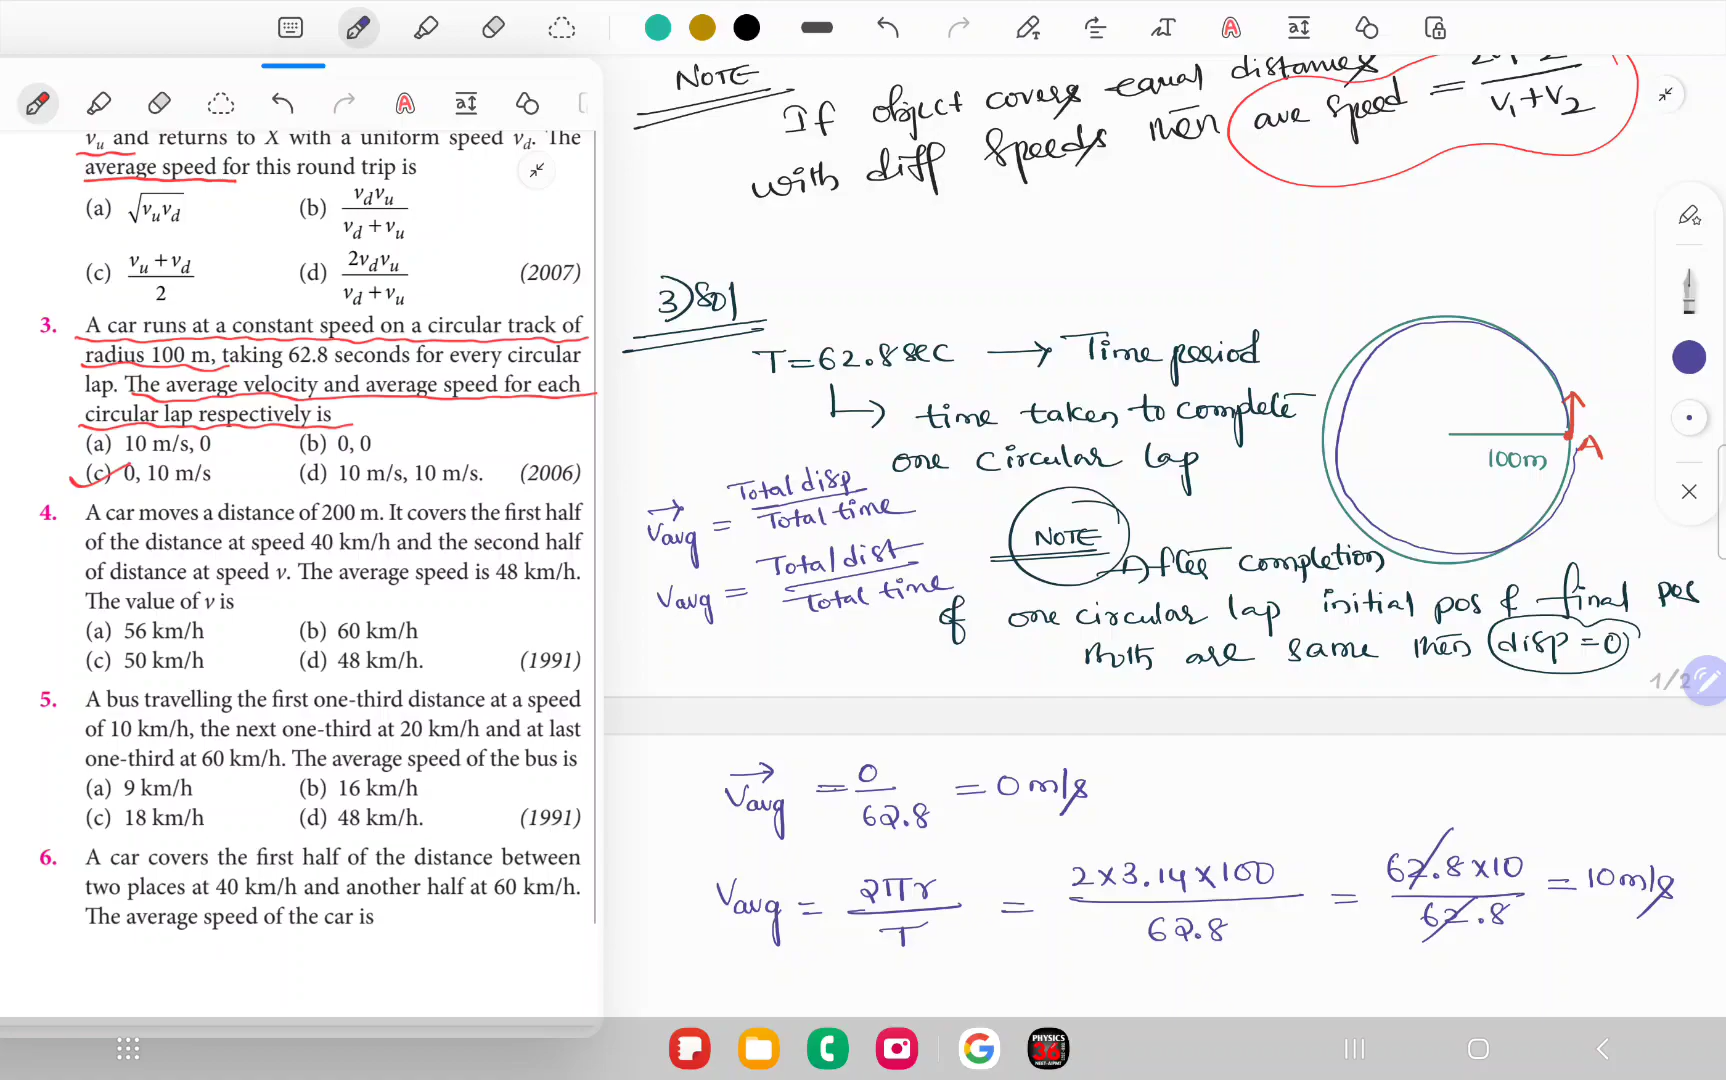 v_u and returns to X with a uniform speed v_d. The
average speed for this round trip is
(a) √v_uv_d (b) v_dv_u / v_d + v_u
(c) v_u + v_d / 2 (d) 2v_dv_u / v_d + v_u (2007)
3. A car runs at a constant speed on a circular track of
radius 100 m, taking 62.8 seconds for every circular
lap. The average velocity and average speed for each
circular lap respectively is
(a) 10 m/s, 0 (b) 0, 0
(c) 0, 10 m/s (d) 10 m/s, 10 m/s. (2006)
4. A car moves a distance of 200 m. It covers the first half
of the distance at speed 40 km/h and the second half
of distance at speed v. The average speed is 48 km/h.
The value of v is
(a) 56 km/h (b) 60 km/h
(c) 50 km/h (d) 48 km/h. (1991)
5. A bus travelling the first one-third distance at a speed
of 10 km/h, the next one-third at 20 km/h and at last
one-third at 60 km/h. The average speed of the bus is
(a) 9 km/h (b) 16 km/h
(c) 18 km/h (d) 48 km/h. (1991)
6. A car covers the first half of the distance between
two places at 40 km/h and another half at 60 km/h.
The average speed of the car is
NOTE
If object covers equal distances
with diff speeds then ave speed = / V1+V2
3) Sol
T=62.8 sec → Time period
↳ time taken to complete
one circular lap
100m
A
V⃗avg = Total disp / Total time
Vavg = Total dist / Total time
NOTE
After completion
of one circular lap initial pos & final pos
both are same then disp = 0
1/2
V⃗avg = 0 / 62.8 = 0 m/s
Vavg = 2πr / T = 2×3.14×100 / 62.8 = 62.8×10 / 62.8 = 10 m/s
PHYSICS
36